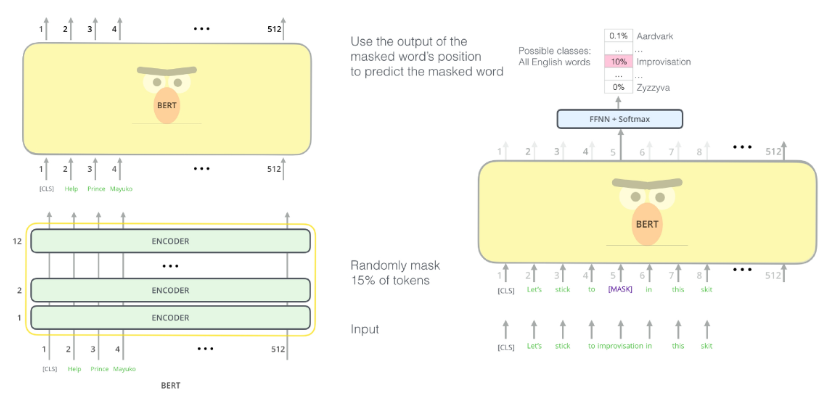 1 2 3 4 ••• 512
BERT
1 2 3 4 ••• 512
[CLS] Help Prince Mayuko
12 ENCODER
•••
2 ENCODER
1 ENCODER
1 2 3 4 ••• 512
[CLS] Help Prince Mayuko
BERT
Use the output of the
masked word's position
to predict the masked word
Possible classes:
All English words
0.1% Aardvark
... ...
10% Improvisation
... ...
0% Zyzzyva
FFNN + Softmax
1 2 3 4 5 6 7 8 ••• 512
BERT
1 2 3 4 5 6 7 8 ••• 512
Randomly mask
15% of tokens
[CLS] Let's stick to [MASK] in this skit
Input
[CLS] Let's stick to improvisation in this skit